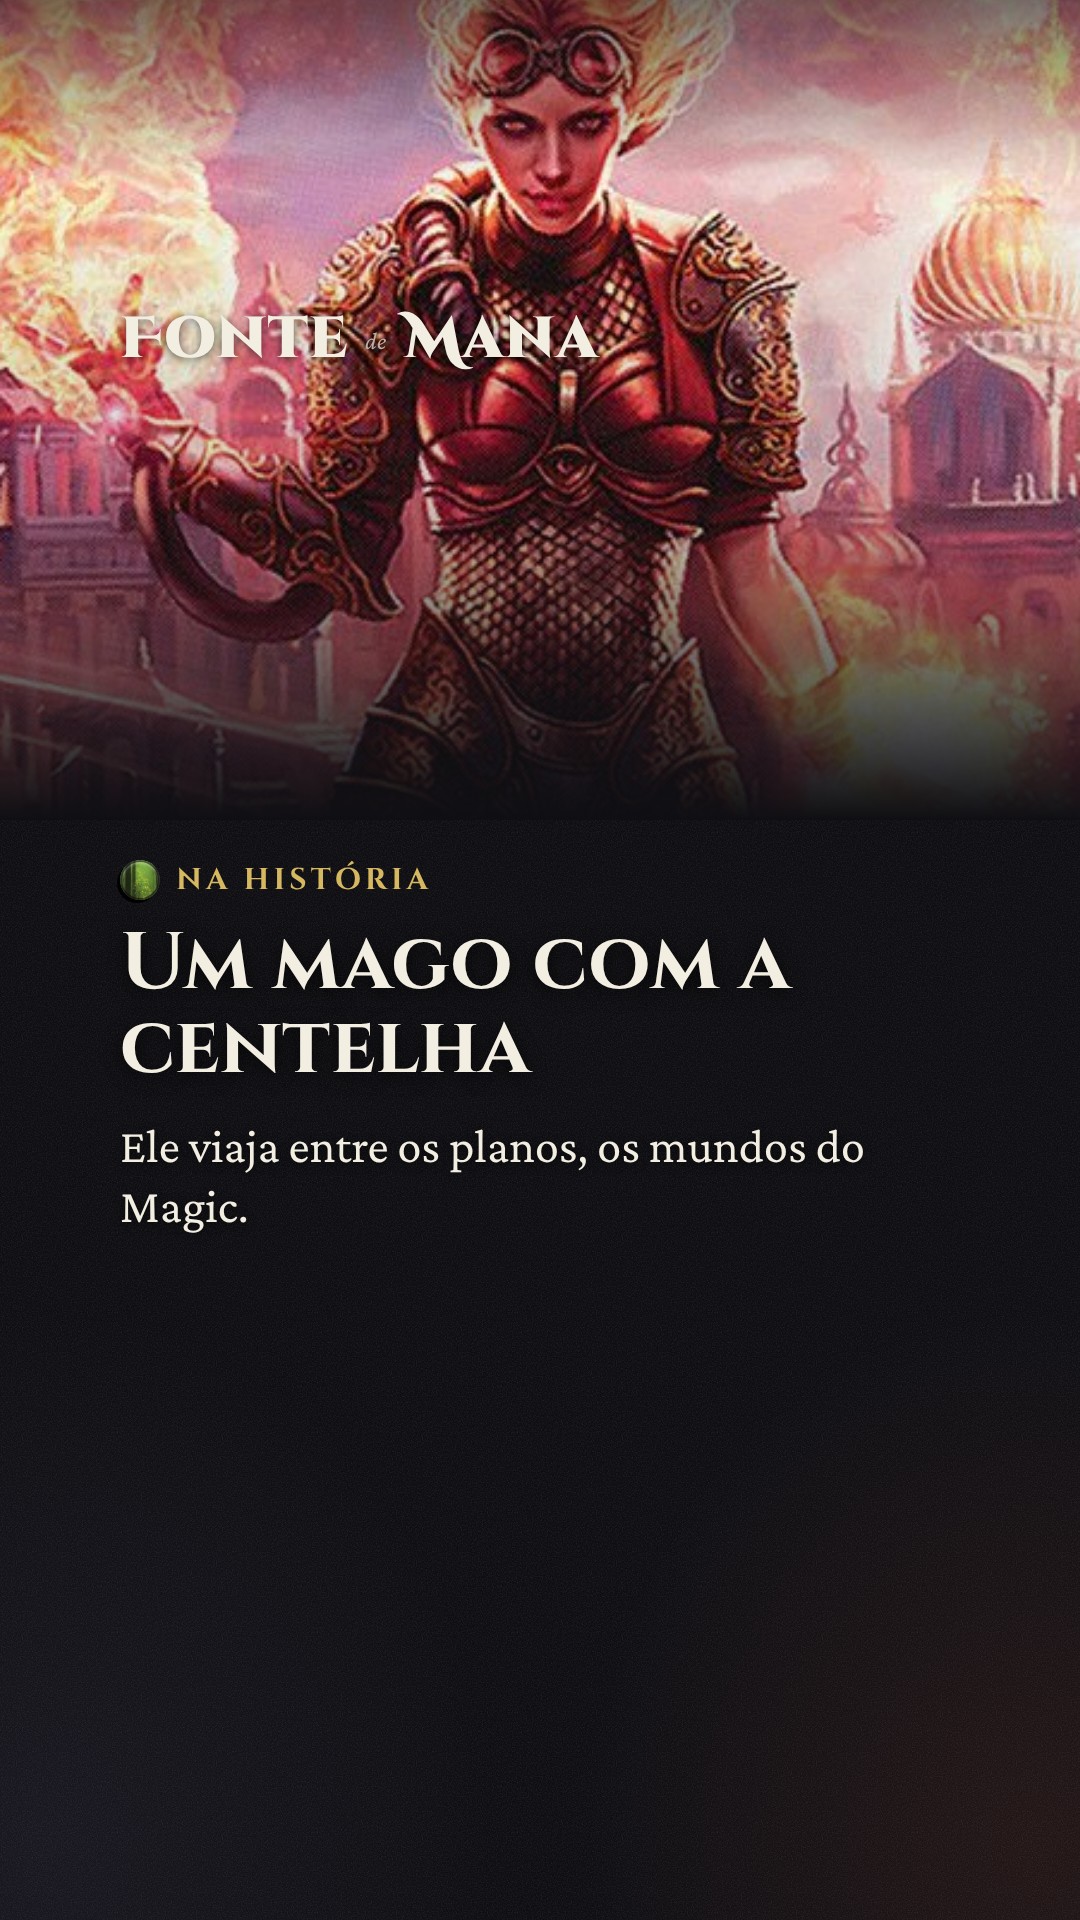 Fonte de Mana
NA HISTÓRIA
Um mago com a
centelha
Ele viaja entre os planos, os mundos do
Magic.